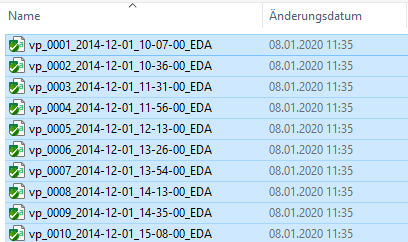 Name Änderungsdatum
vp_0001_2014-12-01_10-07-00_EDA 08.01.2020 11:35
vp_0002_2014-12-01_10-36-00_EDA 08.01.2020 11:35
vp_0003_2014-12-01_11-31-00_EDA 08.01.2020 11:35
vp_0004_2014-12-01_11-56-00_EDA 08.01.2020 11:35
vp_0005_2014-12-01_12-13-00_EDA 08.01.2020 11:35
vp_0006_2014-12-01_13-26-00_EDA 08.01.2020 11:35
vp_0007_2014-12-01_13-54-00_EDA 08.01.2020 11:35
vp_0008_2014-12-01_14-13-00_EDA 08.01.2020 11:35
vp_0009_2014-12-01_14-35-00_EDA 08.01.2020 11:35
vp_0010_2014-12-01_15-08-00_EDA 08.01.2020 11:35